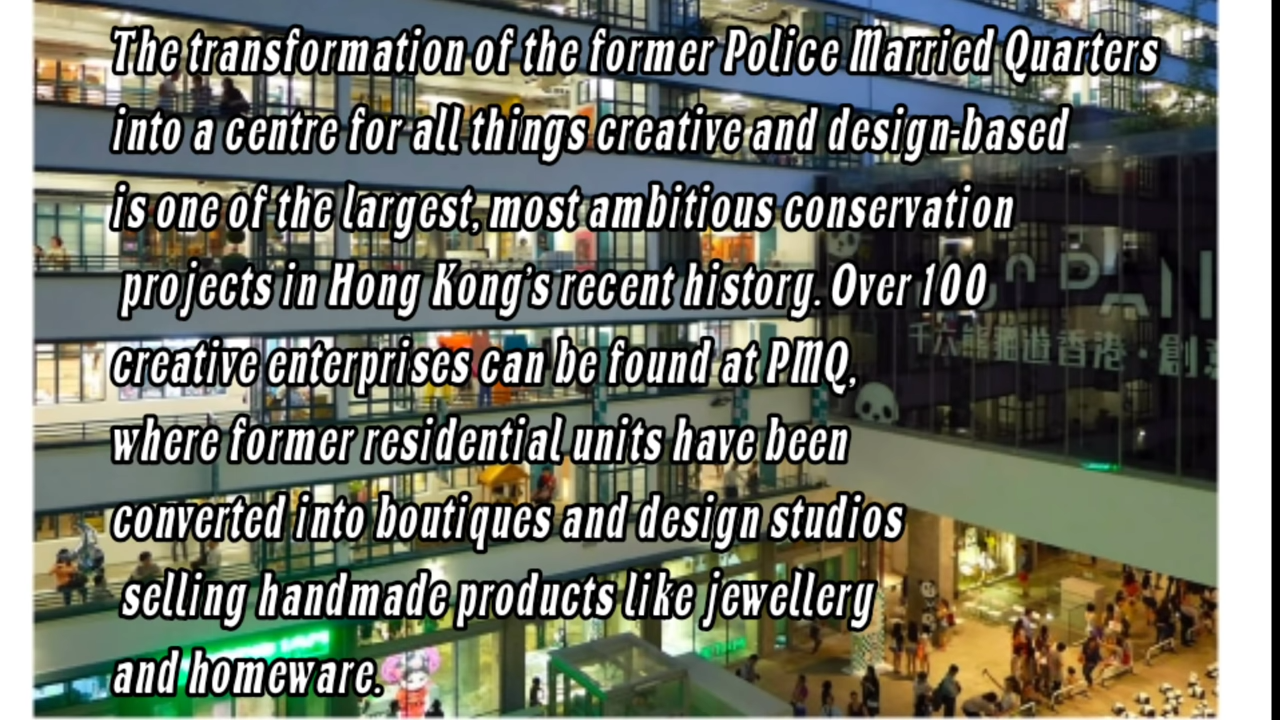 The transformation of the former Police Married Quarters
into a centre for all things creative and design-based
is one of the largest, most ambitious conservation
projects in Hong Kong's recent history. Over 100
creative enterprises can be found at PMQ,
where former residential units have been
converted into boutiques and design studios
selling handmade products like jewellery
and homeware.
香港·創